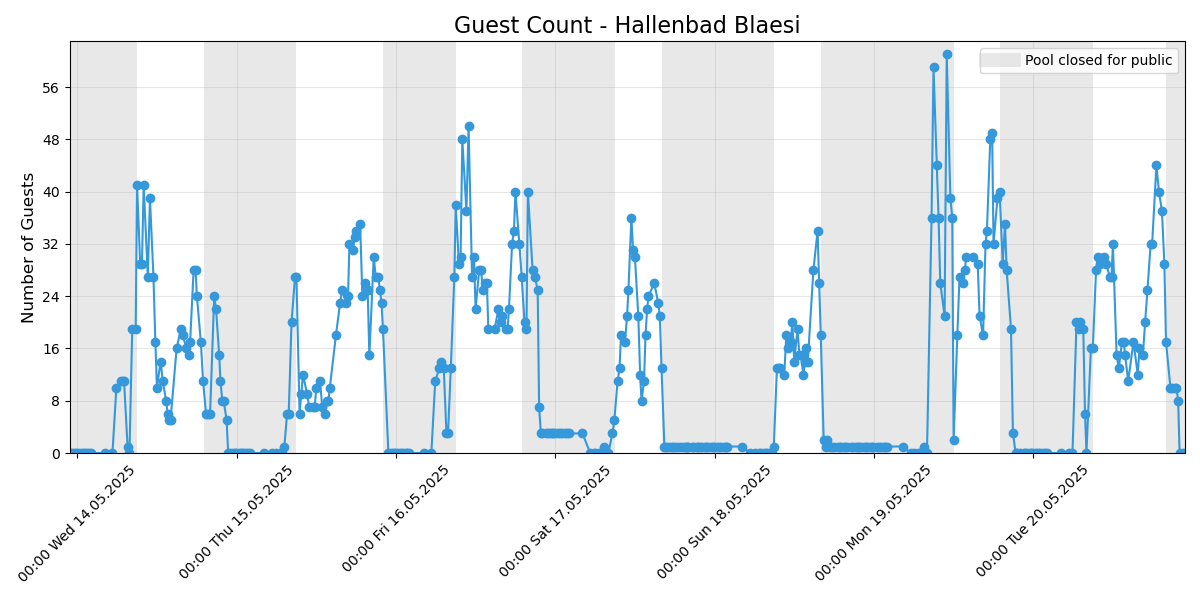 Guest Count - Hallenbad Blaesi
Pool closed for public
Number of Guests
56
48
40
32
24
16
8
0
00:00 Wed 14.05.2025
00:00 Thu 15.05.2025
00:00 Fri 16.05.2025
00:00 Sat 17.05.2025
00:00 Sun 18.05.2025
00:00 Mon 19.05.2025
00:00 Tue 20.05.2025